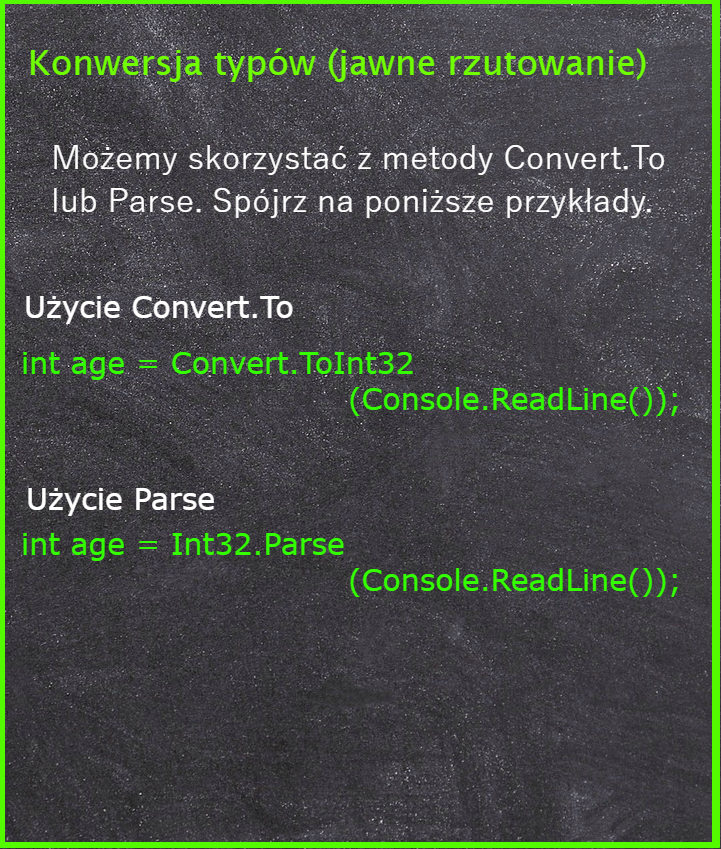 Konwersja typów (jawne rzutowanie)
Możemy skorzystać z metody Convert.To
lub Parse. Spójrz na poniższe przykłady.
Użycie Convert.To
int age = Convert.ToInt32
(Console.ReadLine());
Użycie Parse
int age = Int32.Parse
(Console.ReadLine());